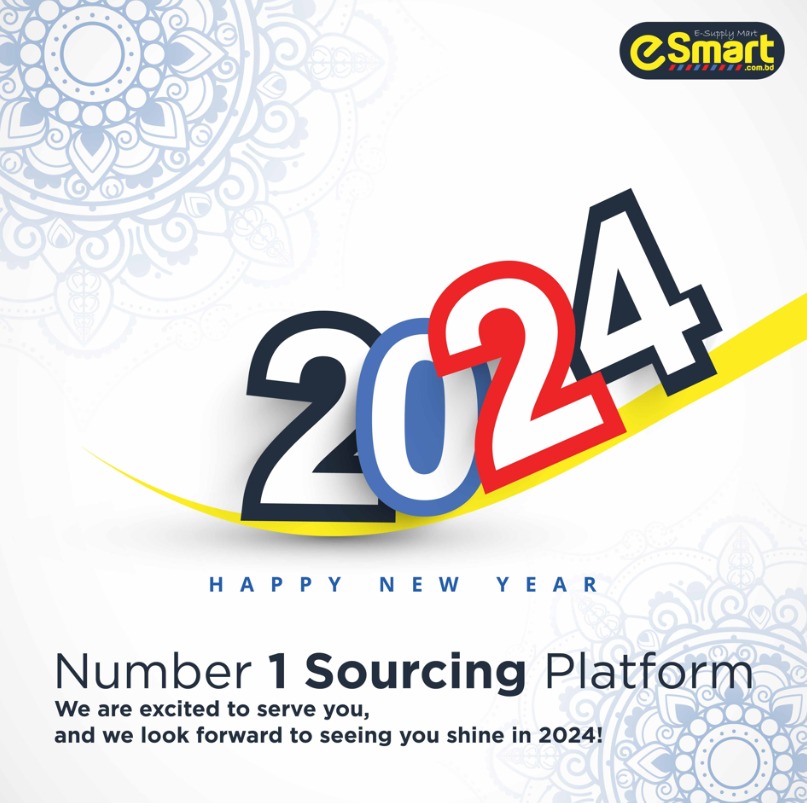 E-Supply Mart
eSmart
.com.bd
2024
HAPPY NEW YEAR
Number 1 Sourcing Platform
We are excited to serve you,
and we look forward to seeing you shine in 2024!